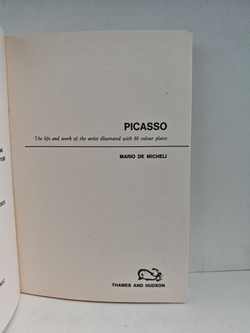 PICASSO
The life and work of the artist illustrated with 80 colour plates
MARIO DE MICHELI
THAMES AND HUDSON